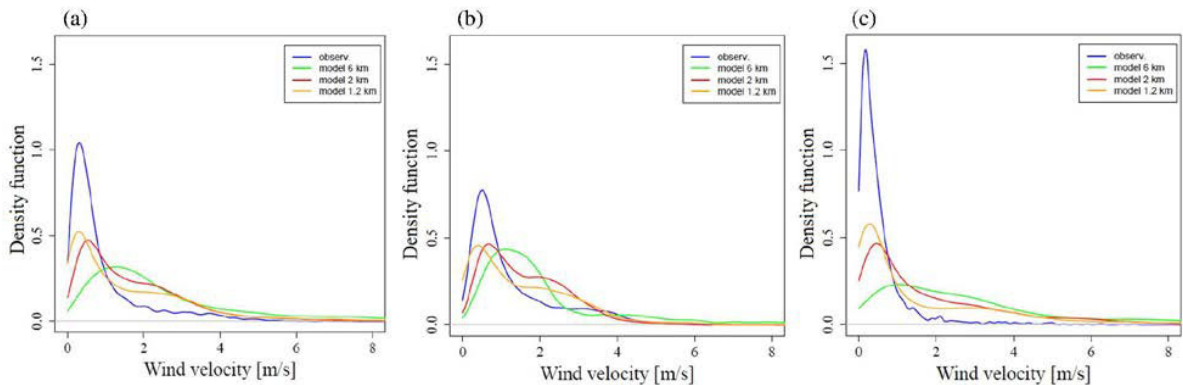 (a)
observ.
model 6 km
model 2 km
model 1.2 km
Density function
0.0
0.5
1.0
1.5
0
2
4
6
8
Wind velocity [m/s]
(b)
observ.
model 6 km
model 2 km
model 1.2 km
Density function
0.0
0.5
1.0
1.5
0
2
4
6
8
Wind velocity [m/s]
(c)
observ.
model 6 km
model 2 km
model 1.2 km
Density function
0.0
0.5
1.0
1.5
0
2
4
6
8
Wind velocity [m/s]